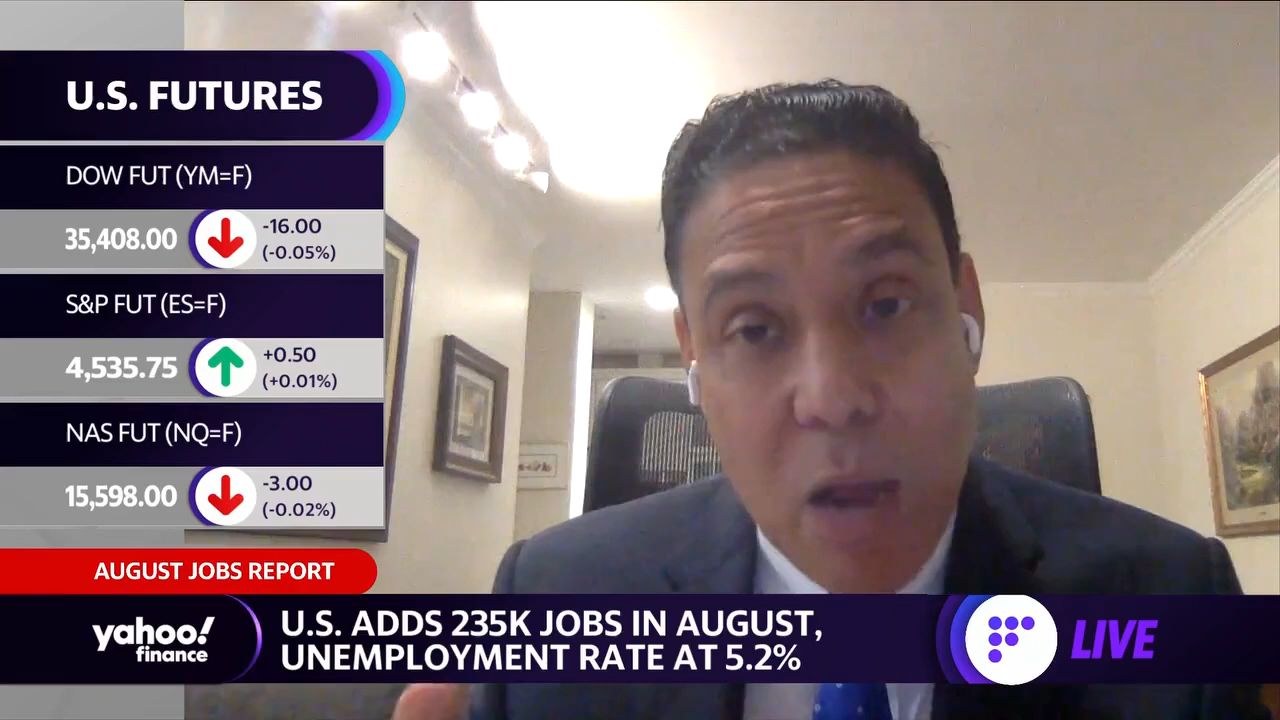 U.S. FUTURES
DOW FUT (YM=F)
35,408.00
-16.00
(-0.05%)
S&P FUT (ES=F)
4,535.75
+0.50
(+0.01%)
NAS FUT (NQ=F)
15,598.00
-3.00
(-0.02%)
AUGUST JOBS REPORT
yahoo!
finance
U.S. ADDS 235K JOBS IN AUGUST,
UNEMPLOYMENT RATE AT 5.2%
LIVE